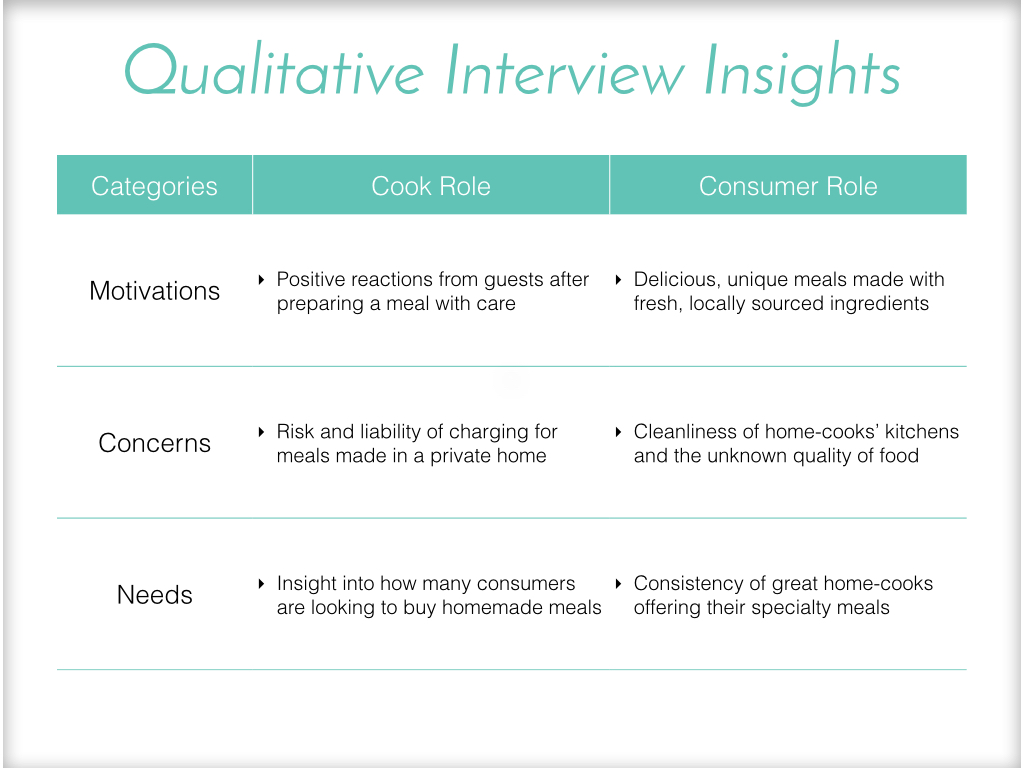 Qualitative Interview Insights
Categories
Cook Role
Consumer Role
Motivations
‣ Positive reactions from guests after
preparing a meal with care
‣ Delicious, unique meals made with
fresh, locally sourced ingredients
Concerns
‣ Risk and liability of charging for
meals made in a private home
‣ Cleanliness of home-cooks’ kitchens
and the unknown quality of food
Needs
‣ Insight into how many consumers
are looking to buy homemade meals
‣ Consistency of great home-cooks
offering their specialty meals